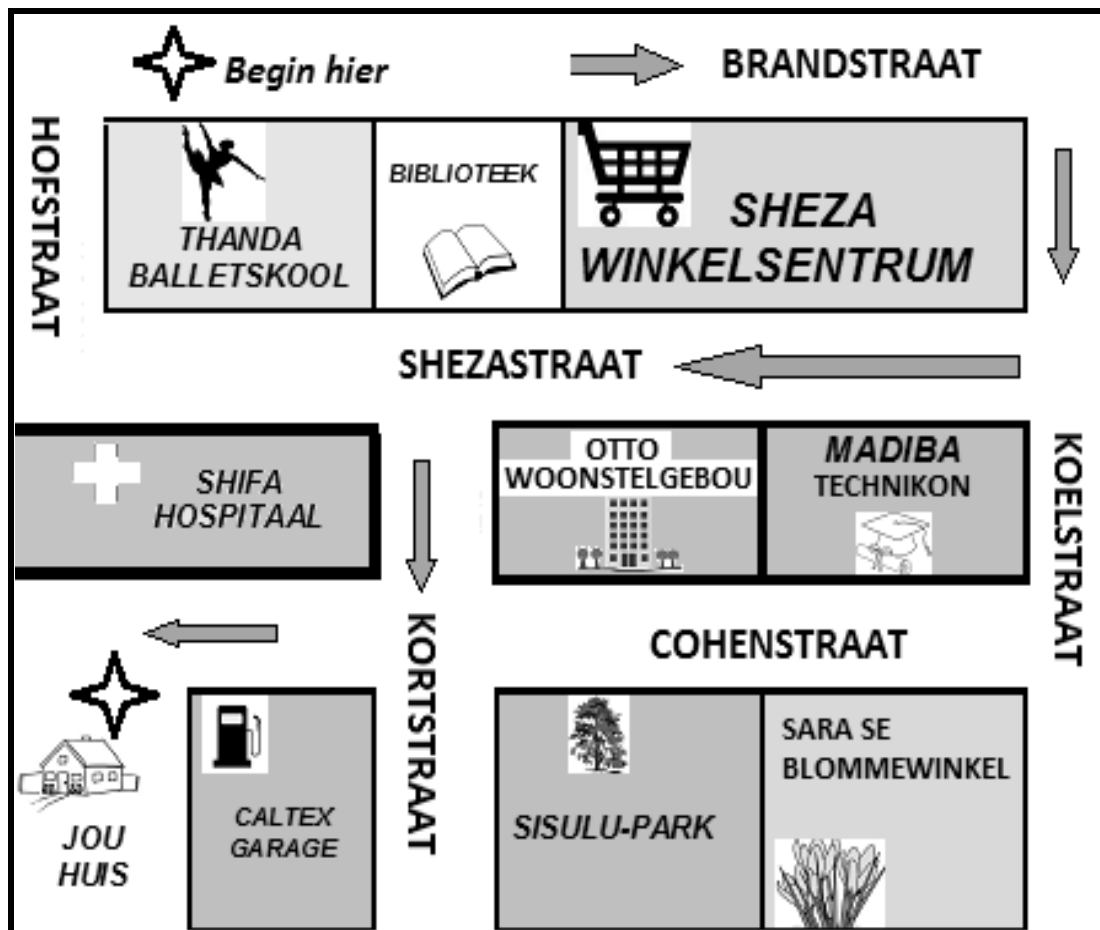 Begin hier
BRANDSTRAAT
HOFSTRAAT
THANDA
BALLETSKOOL
BIBLIOTEEK
SHEZA
WINKELSENTRUM
SHEZASTRAAT
SHIFA
HOSPITAAL
OTTO
WOONSTELGEBOU
MADIBA
TECHNIKON
KOELSTRAAT
KORTSTRAAT
COHENSTRAAT
JOU
HUIS
CALTEX
GARAGE
SISULU-PARK
SARA SE
BLOMMEWINKEL